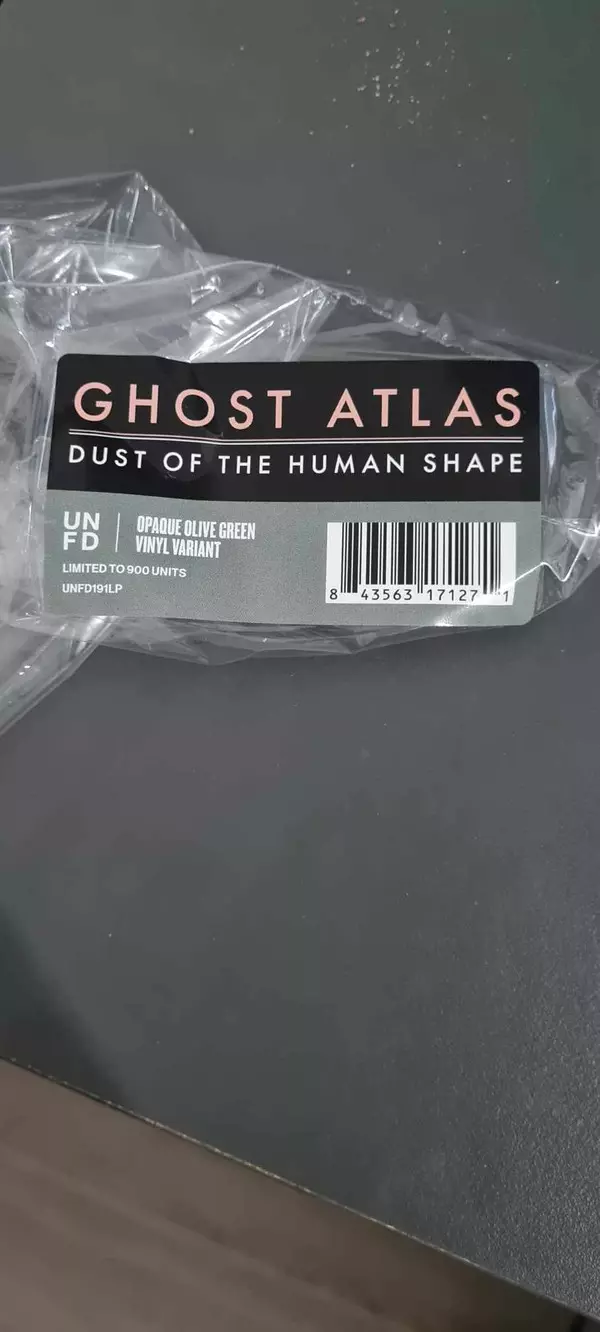 GHOST ATLAS
DUST OF THE HUMAN SHAPE
UN
FD
OPAQUE OLIVE GREEN
VINYL VARIANT
LIMITED TO 900 UNITS
UNFD191LP
8 43563 17127 1